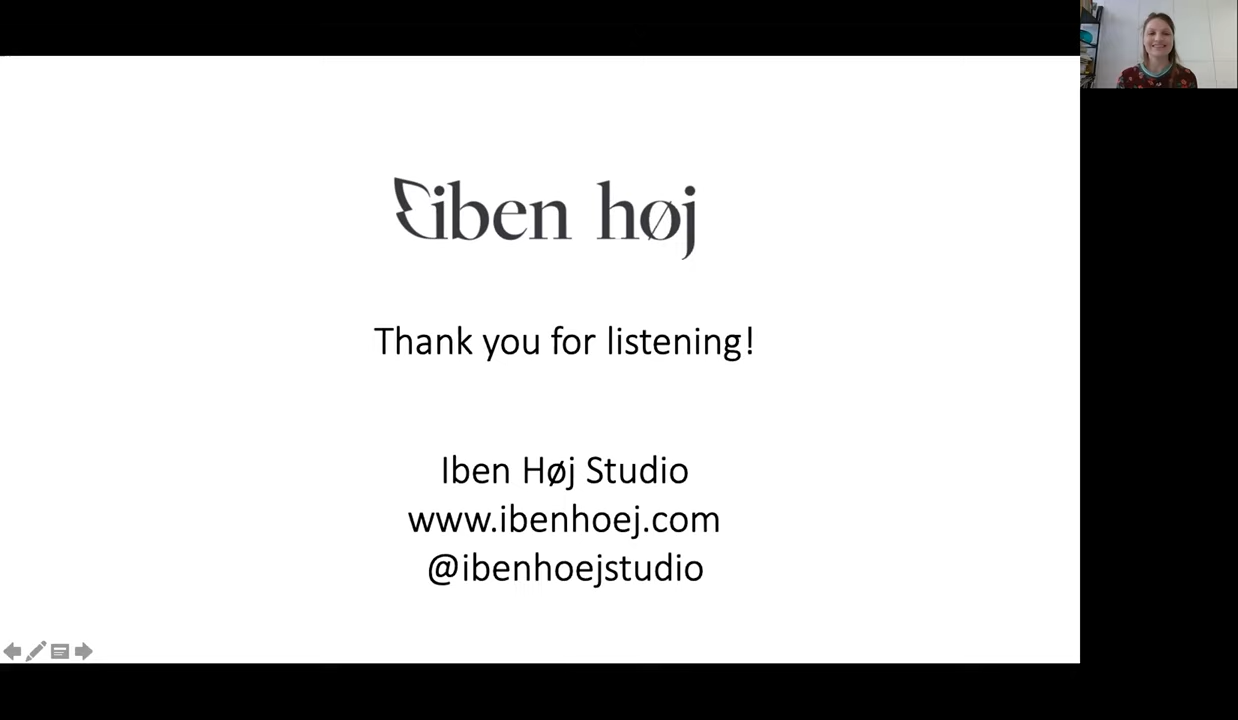 iben høj
Thank you for listening!
Iben Høj Studio
www.ibenhoej.com
@ibenhoejstudio